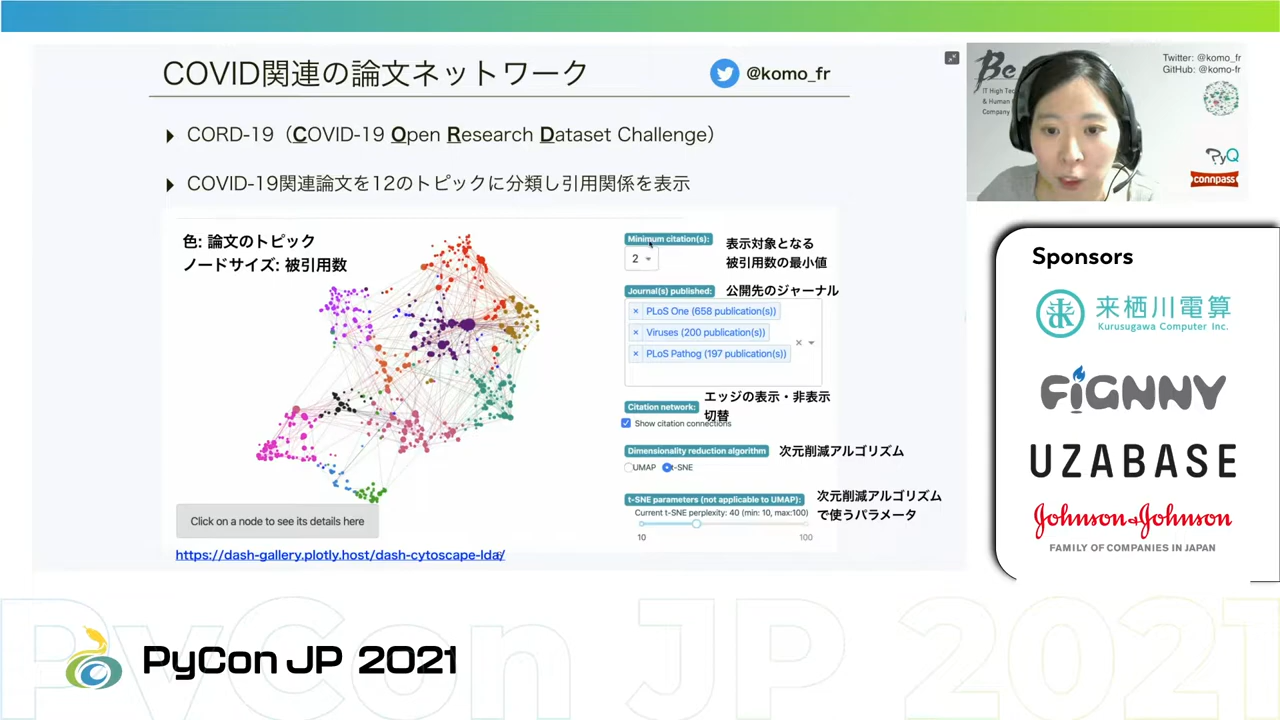 COVID関連の論文ネットワーク
@komo_fr
CORD-19（COVID-19 Open Research Dataset Challenge）
COVID-19関連論文を12のトピックに分類し引用関係を表示
色: 論文のトピック
ノードサイズ: 被引用数
Minimum citation(s):
2
表示対象となる
被引用数の最小値
Journal(s) published:
公開先のジャーナル
× PLoS One (658 publication(s))
× Viruses (200 publication(s))
× PLoS Pathog (197 publication(s))
Citation network:
エッジの表示・非表示
切替
Show citation connections
Dimensionality reduction algorithm
次元削減アルゴリズム
UMAP t-SNE
t-SNE parameters (not applicable to UMAP):
次元削減アルゴリズム
で使うパラメータ
Current t-SNE perplexity: 40 (min: 10, max:100)
10
100
Click on a node to see its details here
https://dash-gallery.plotly.host/dash-cytoscape-lda/
Twitter: @komo_fr
GitHub: @komo-fr
Be
IT High Tec
& Human
Company
PyQ
connpass
Sponsors
来栖川電算
Kurusugawa Computer Inc.
FiGNNY
UZABASE
Johnson & Johnson
FAMILY OF COMPANIES IN JAPAN
PyCon JP 2021
PyCon JP 2021